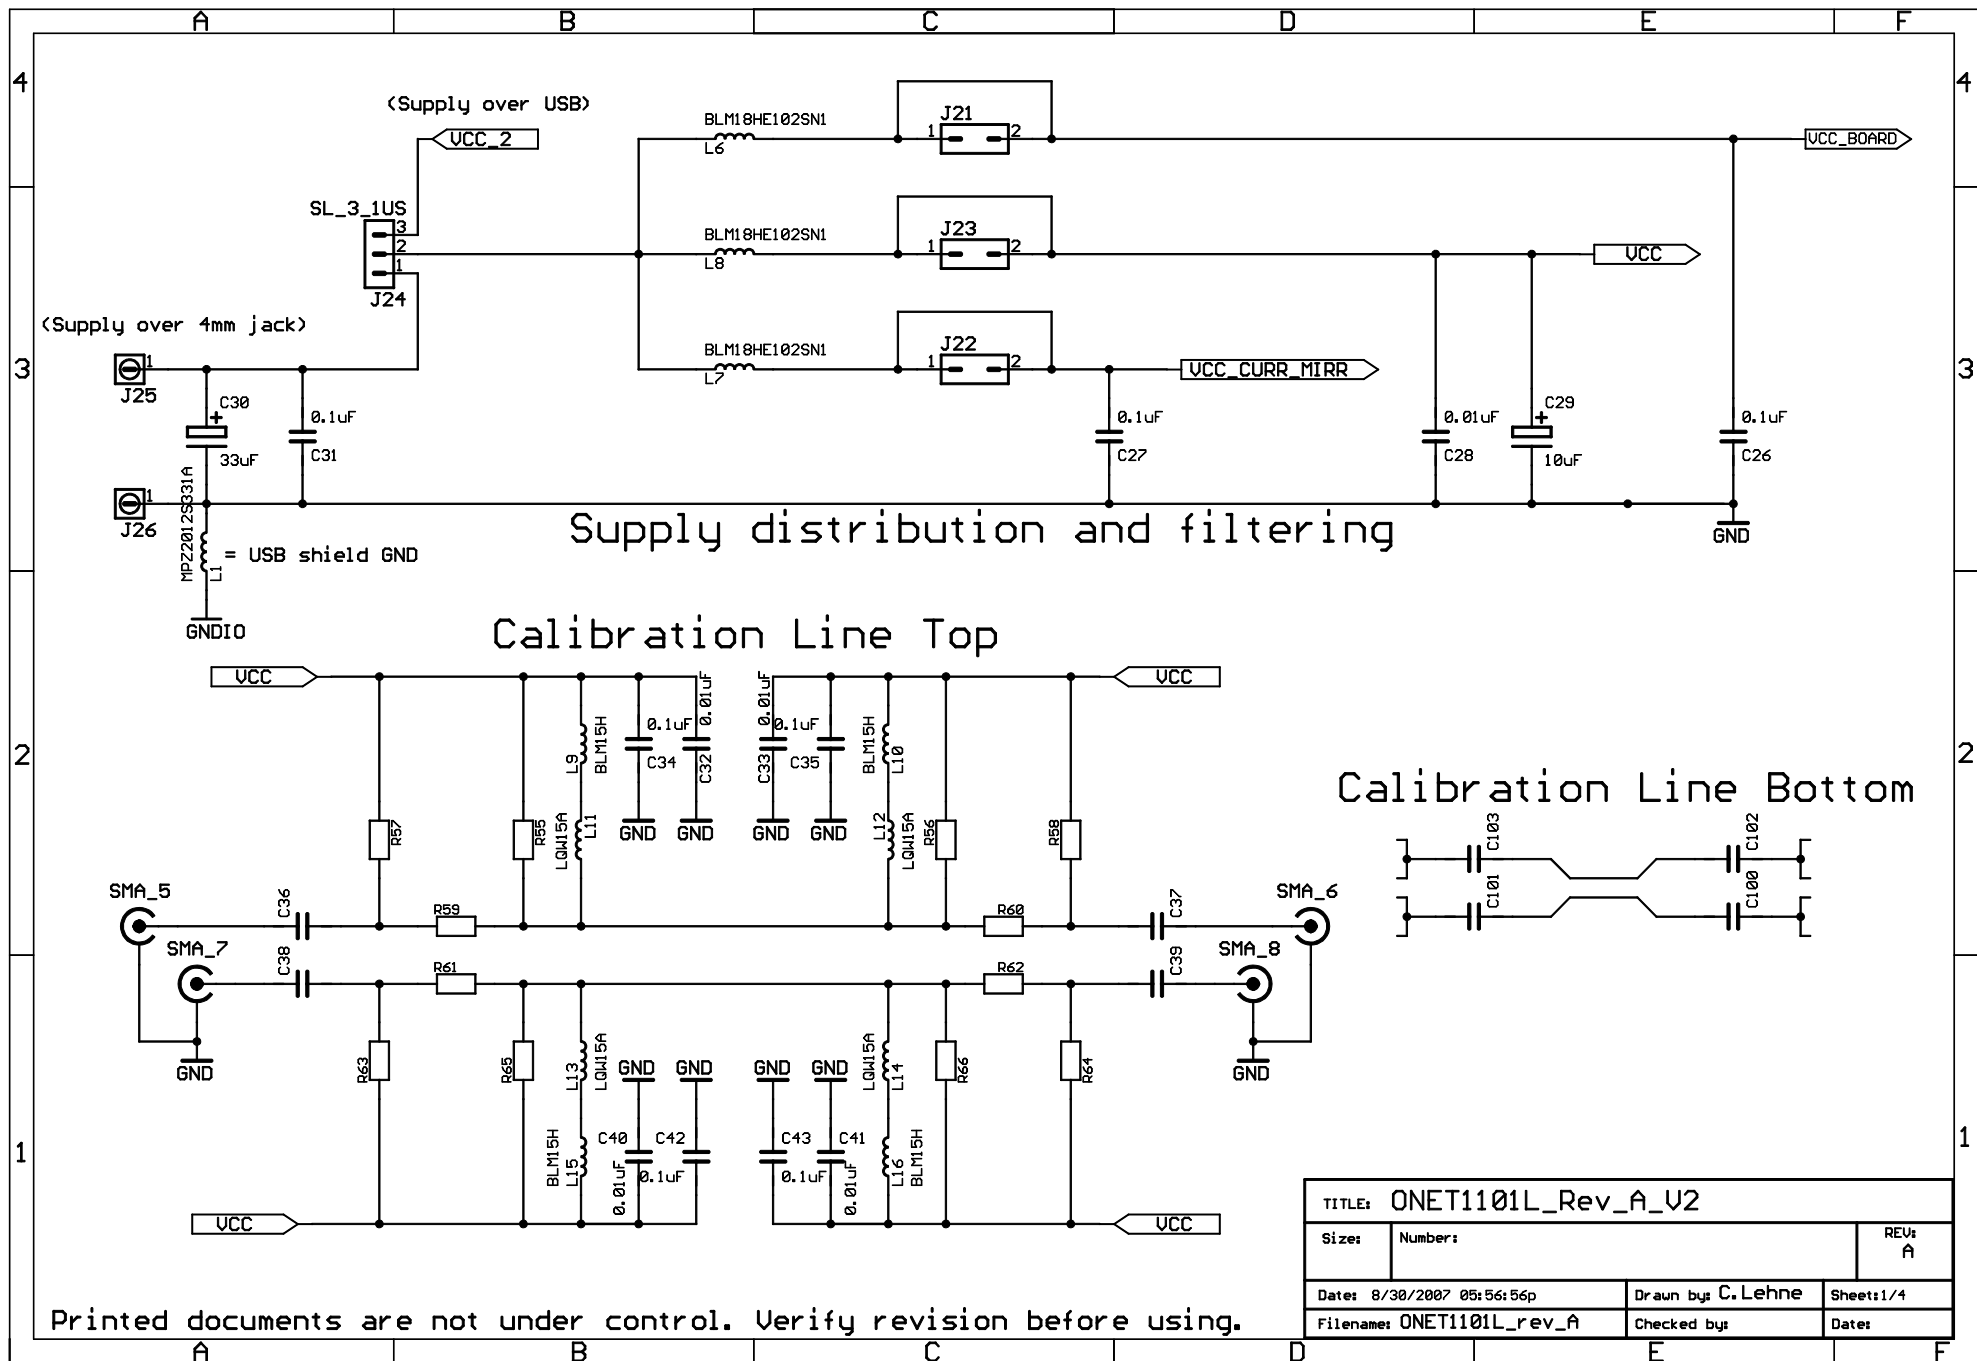 A B C D E F
4 4
(Supply over USB)
VCC_2
BLM18HE102SN1
L6
J21
1 2
VCC_BOARD
SL_3_1US
3
2
1
J24
BLM18HE102SN1
L8
J23
1 2
VCC
(Supply over 4mm jack)
3 3
J25
1
BLM18HE102SN1
L7
J22
1 2
VCC_CURR_MIRR
C30
+
33uF
0.1uF
C31
0.1uF
C27
0.01uF
C28
C29
+
10uF
0.1uF
C26
J26
1
MPZ2012S331A
L1
= USB shield GND
GNDIO
Supply distribution and filtering
GND
Calibration Line Top
VCC
VCC
2 2
L9
BLM15H
0.1uF
C34
0.01uF
C32
0.01uF
C33
0.1uF
C35
BLM15H
L10
R57
R55
LQW15A
L11
GND GND
GND GND
L12
LQW15A
R56
R58
SMA_5
C36
R59
R60
C37
SMA_6
SMA_7
C38
R61
R62
C39
SMA_8
GND
GND
R63
R65
L13
LQW15A
GND GND
GND GND
LQW15A
L14
R66
R64
BLM15H
L15
C40
0.01uF
C42
0.1uF
C43
0.1uF
C41
0.01uF
L16
BLM15H
VCC
VCC
Calibration Line Bottom
C103
C102
C101
C100
1 1
TITLE: ONET1101L_Rev_A_V2
Size: Number: REV:
A
Date: 8/30/2007 05:56:56p Drawn by: C.Lehne Sheet:1/4
Filename: ONET1101L_rev_A Checked by: Date:
Printed documents are not under control. Verify revision before using.
A B C D E F